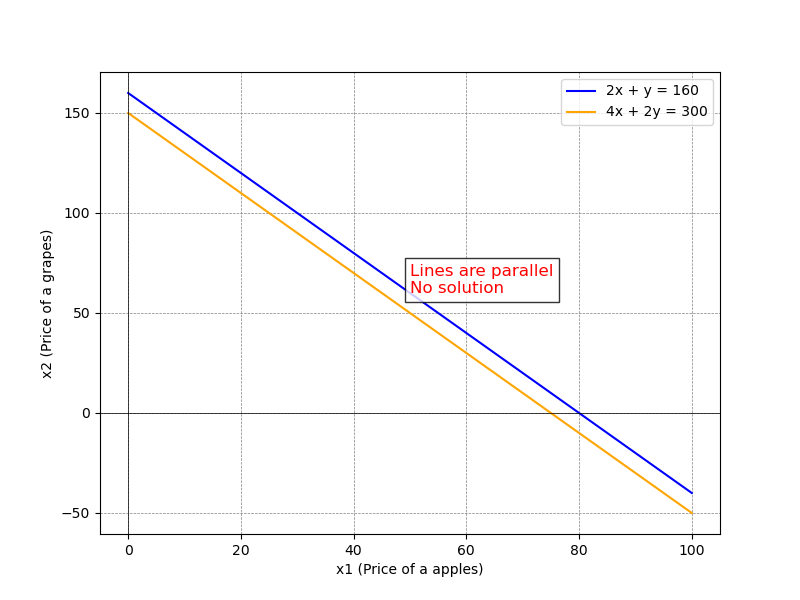 2x + y = 160
4x + 2y = 300
150
100
50
0
−50
Lines are parallel
No solution
0 20 40 60 80 100
x1 (Price of a apples)
x2 (Price of a grapes)